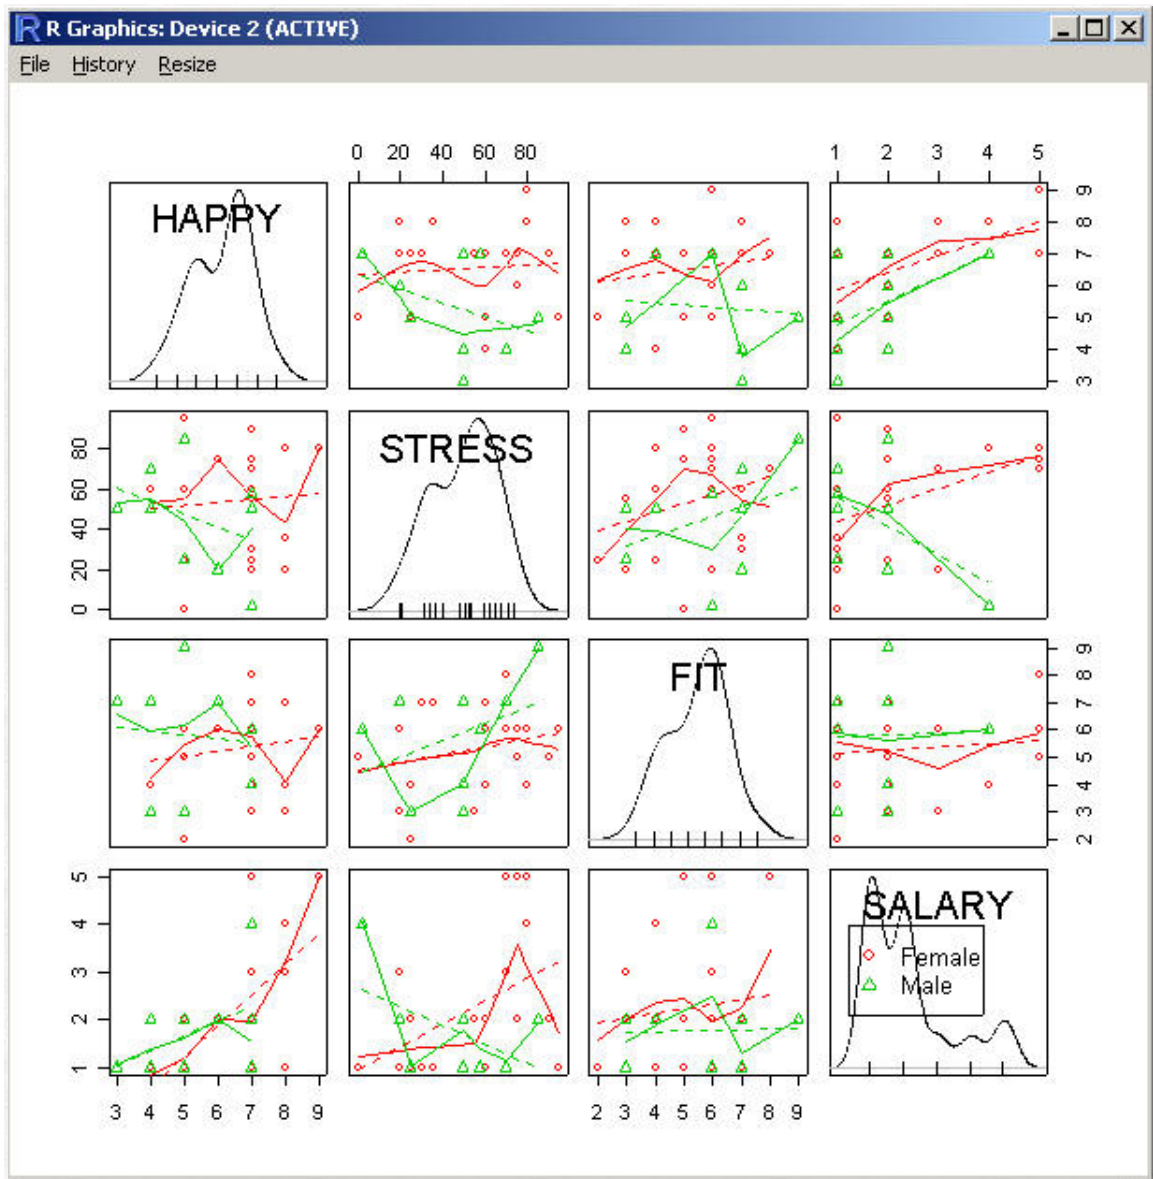 R Graphics: Device 2 (ACTIVE)
File History Resize
0 20 40 60 80
1 2 3 4 5
HAPPY
3 4 5 6 7 8 9
STRESS
0 20 40 60 80
FIT
2 3 4 5 6 7 8 9
SALARY
Female
Male
1 2 3 4 5
3 4 5 6 7 8 9
2 3 4 5 6 7 8 9